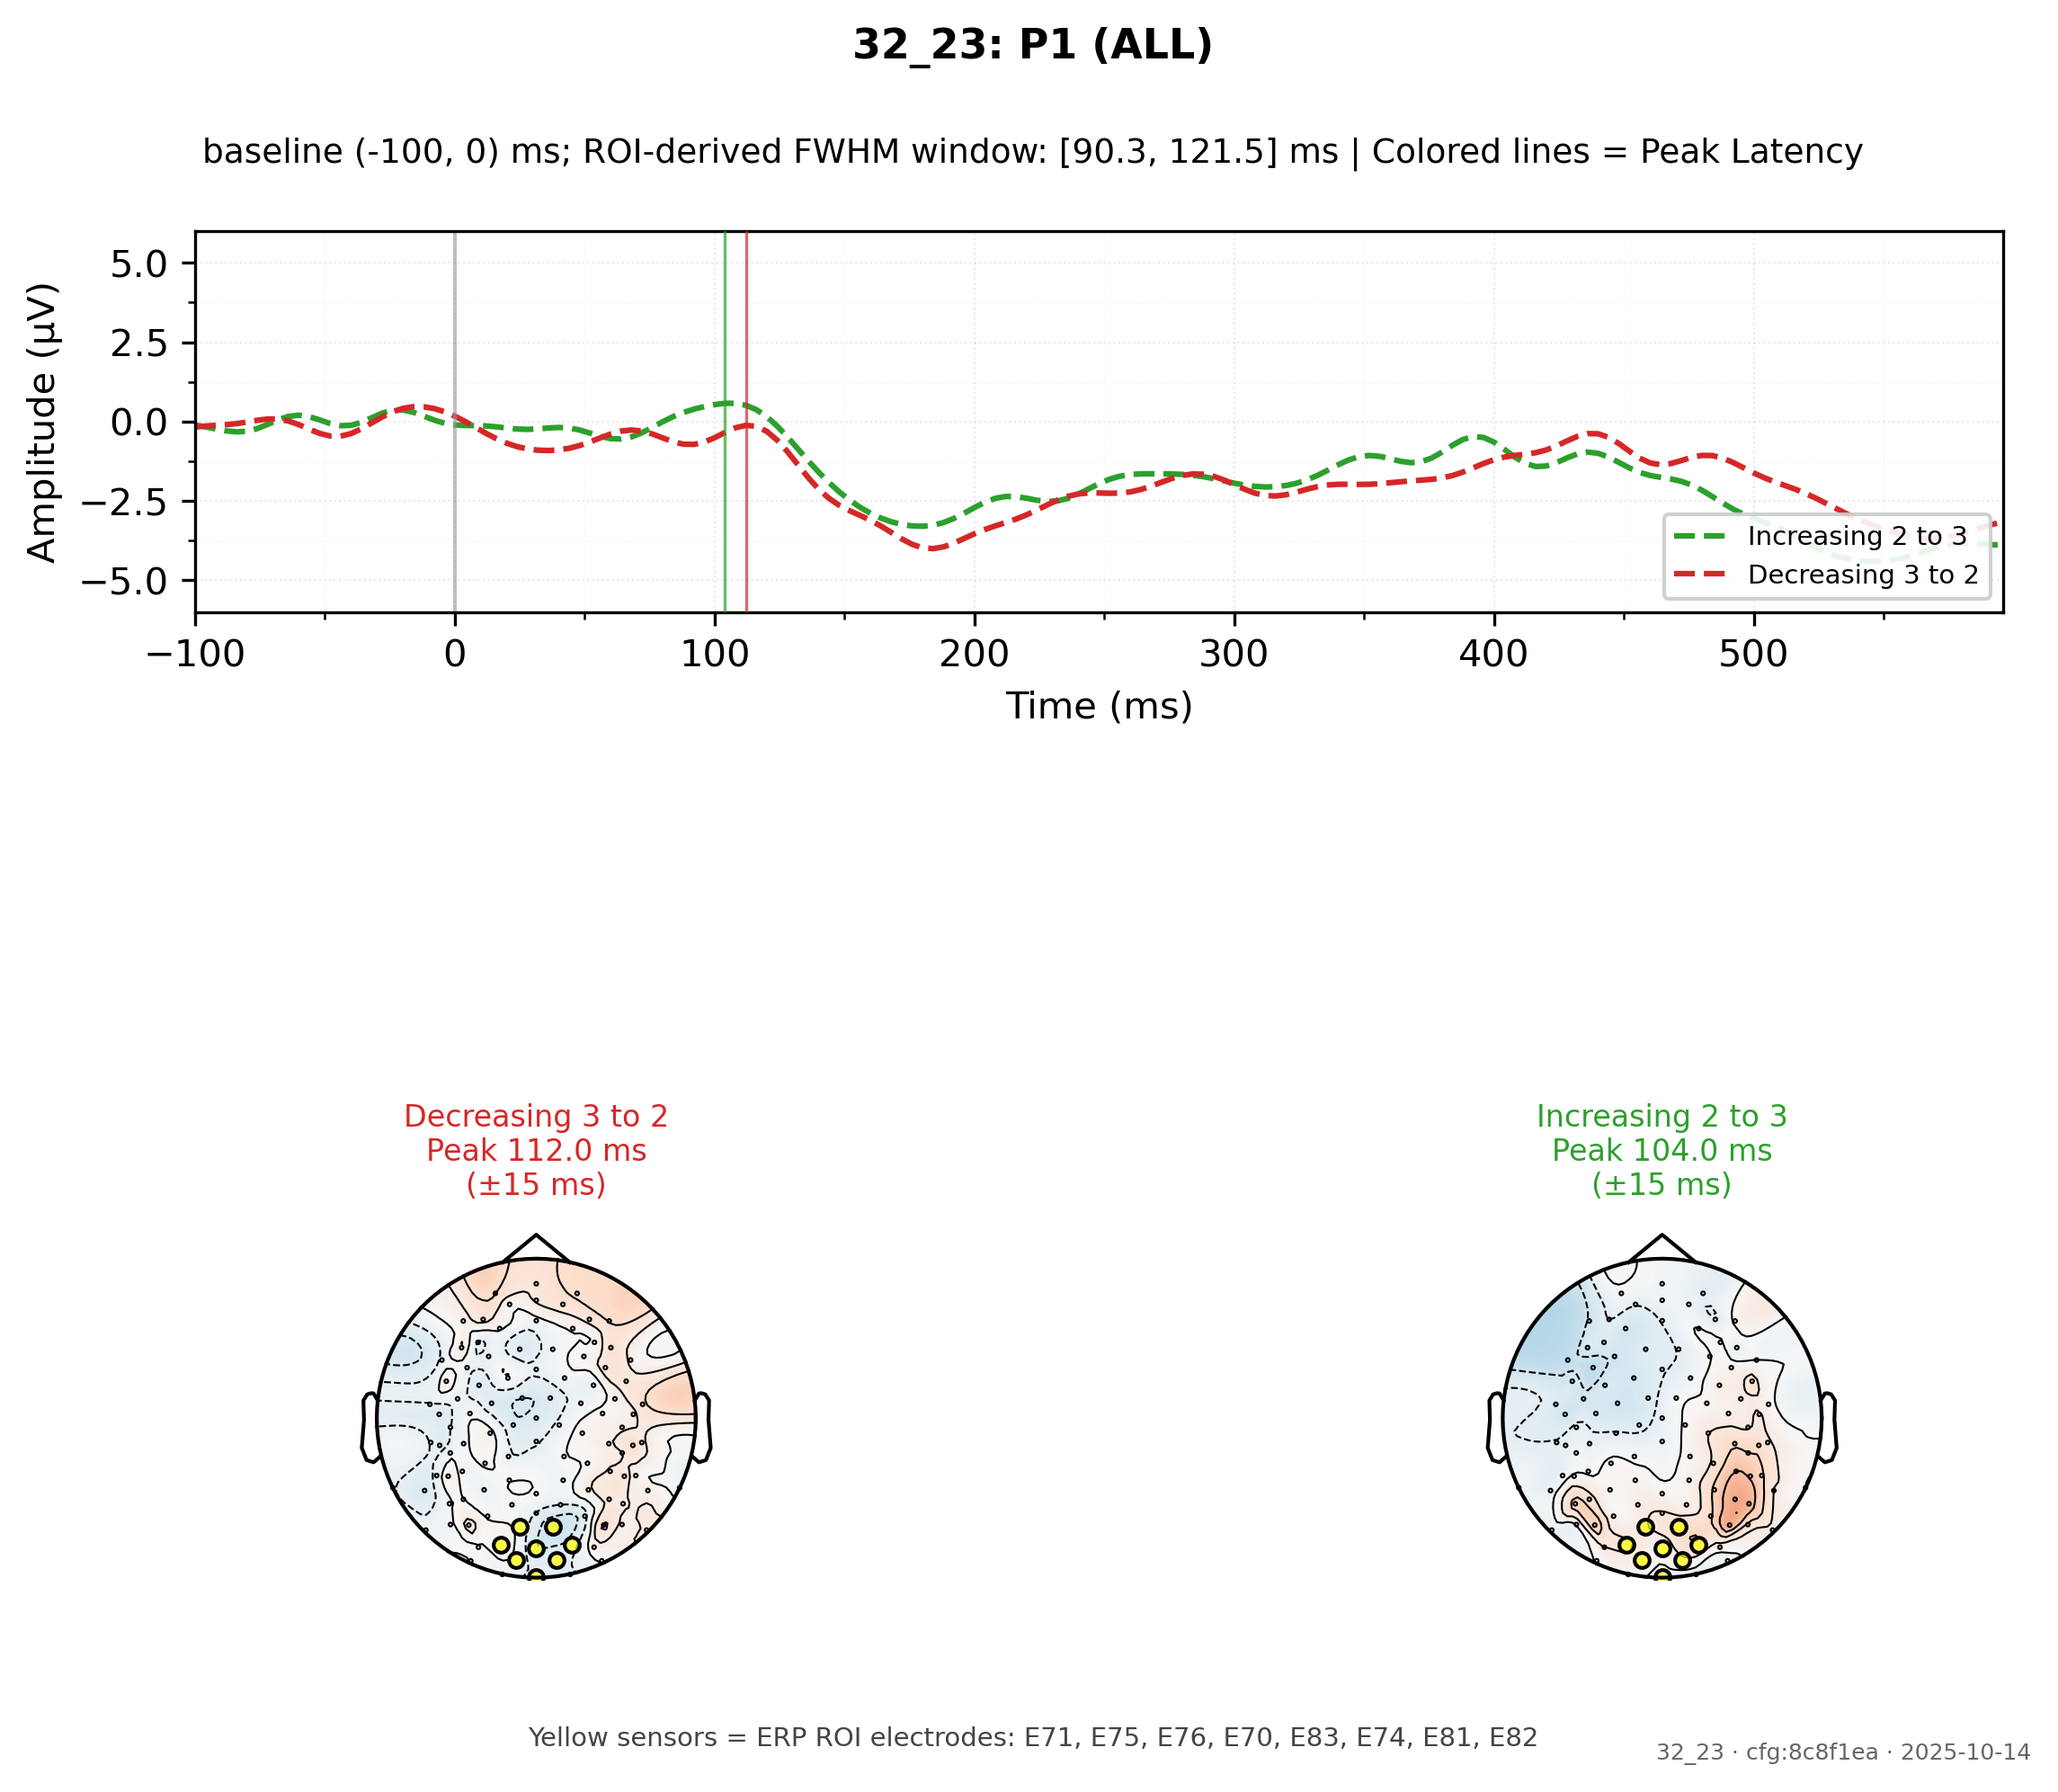 32_23: P1 (ALL)
baseline (-100, 0) ms; ROI-derived FWHM window: [90.3, 121.5] ms | Colored lines = Peak Latency
Amplitude (µV)
5.0
2.5
0.0
−2.5
−5.0
Increasing 2 to 3
Decreasing 3 to 2
−100
0
100
200
300
400
500
Time (ms)
Decreasing 3 to 2
Peak 112.0 ms
(±15 ms)
Increasing 2 to 3
Peak 104.0 ms
(±15 ms)
Yellow sensors = ERP ROI electrodes: E71, E75, E76, E70, E83, E74, E81, E82
32_23 · cfg:8c8f1ea · 2025-10-14